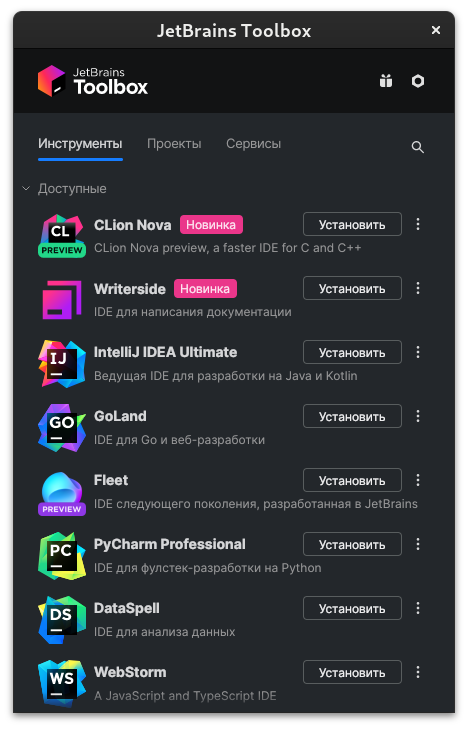 JetBrains Toolbox
JetBrains
Toolbox
Инструменты Проекты Сервисы
Доступные
CL
PREVIEW
CLion Nova Новинка Установить
CLion Nova preview, a faster IDE for C and C++
Writerside Новинка Установить
IDE для написания документации
IJ
IntelliJ IDEA Ultimate Установить
Ведущая IDE для разработки на Java и Kotlin
GO
GoLand Установить
IDE для Go и веб-разработки
PREVIEW
Fleet Установить
IDE следующего поколения, разработанная в JetBrains
PC
PyCharm Professional Установить
IDE для фулстек-разработки на Python
DS
DataSpell Установить
IDE для анализа данных
WS
WebStorm Установить
A JavaScript and TypeScript IDE